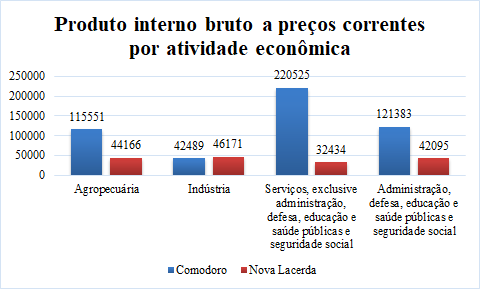 Produto interno bruto a preços correntes
por atividade econômica
250000
200000
150000
100000
50000
0
115551
44166
42489
46171
220525
32434
121383
42095
Agropecuária
Indústria
Serviços, exclusive
administração,
defesa, educação e
saúde públicas e
seguridade social
Administração,
defesa, educação e
saúde públicas e
seguridade social
Comodoro
Nova Lacerda